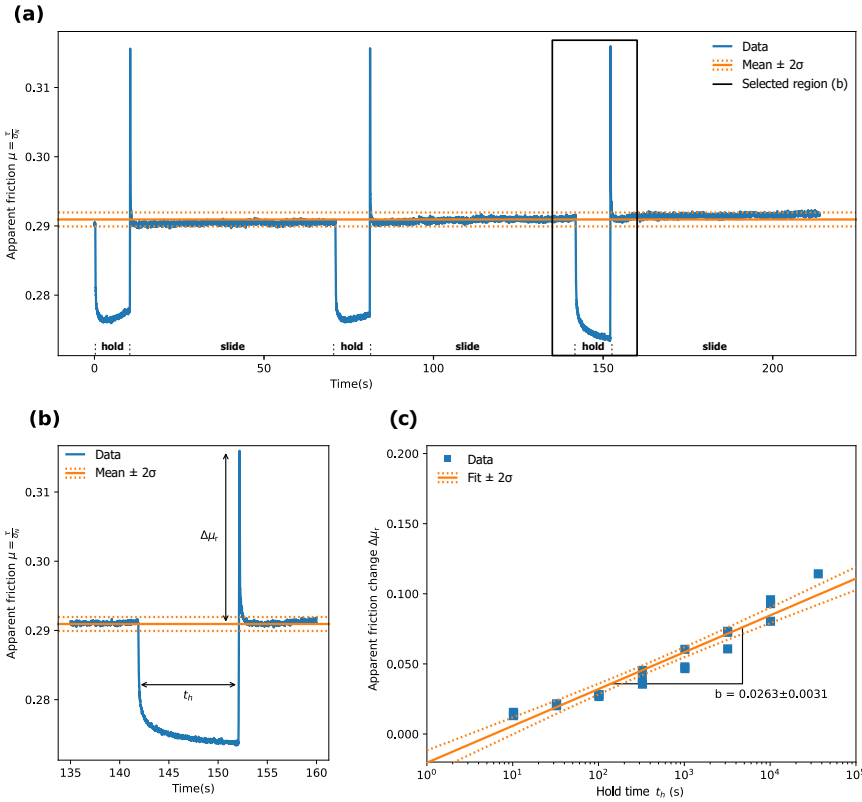 (a)
Apparent friction μ = τ/σN
0.31
0.30
0.29
0.28
Data
Mean ± 2σ
Selected region (b)
hold slide hold slide hold slide
0 50 100 150 200
Time(s)
(b)
Apparent friction μ = τ/σN
0.31
0.30
0.29
0.28
Data
Mean ± 2σ
Δμr
th
135 140 145 150 155 160
Time(s)
(c)
Apparent friction change Δμr
0.200
0.150
0.100
0.050
0.000
Data
Fit ± 2σ
b = 0.0263±0.0031
10⁰ 10¹ 10² 10³ 10⁴ 10⁵
Hold time th (s)